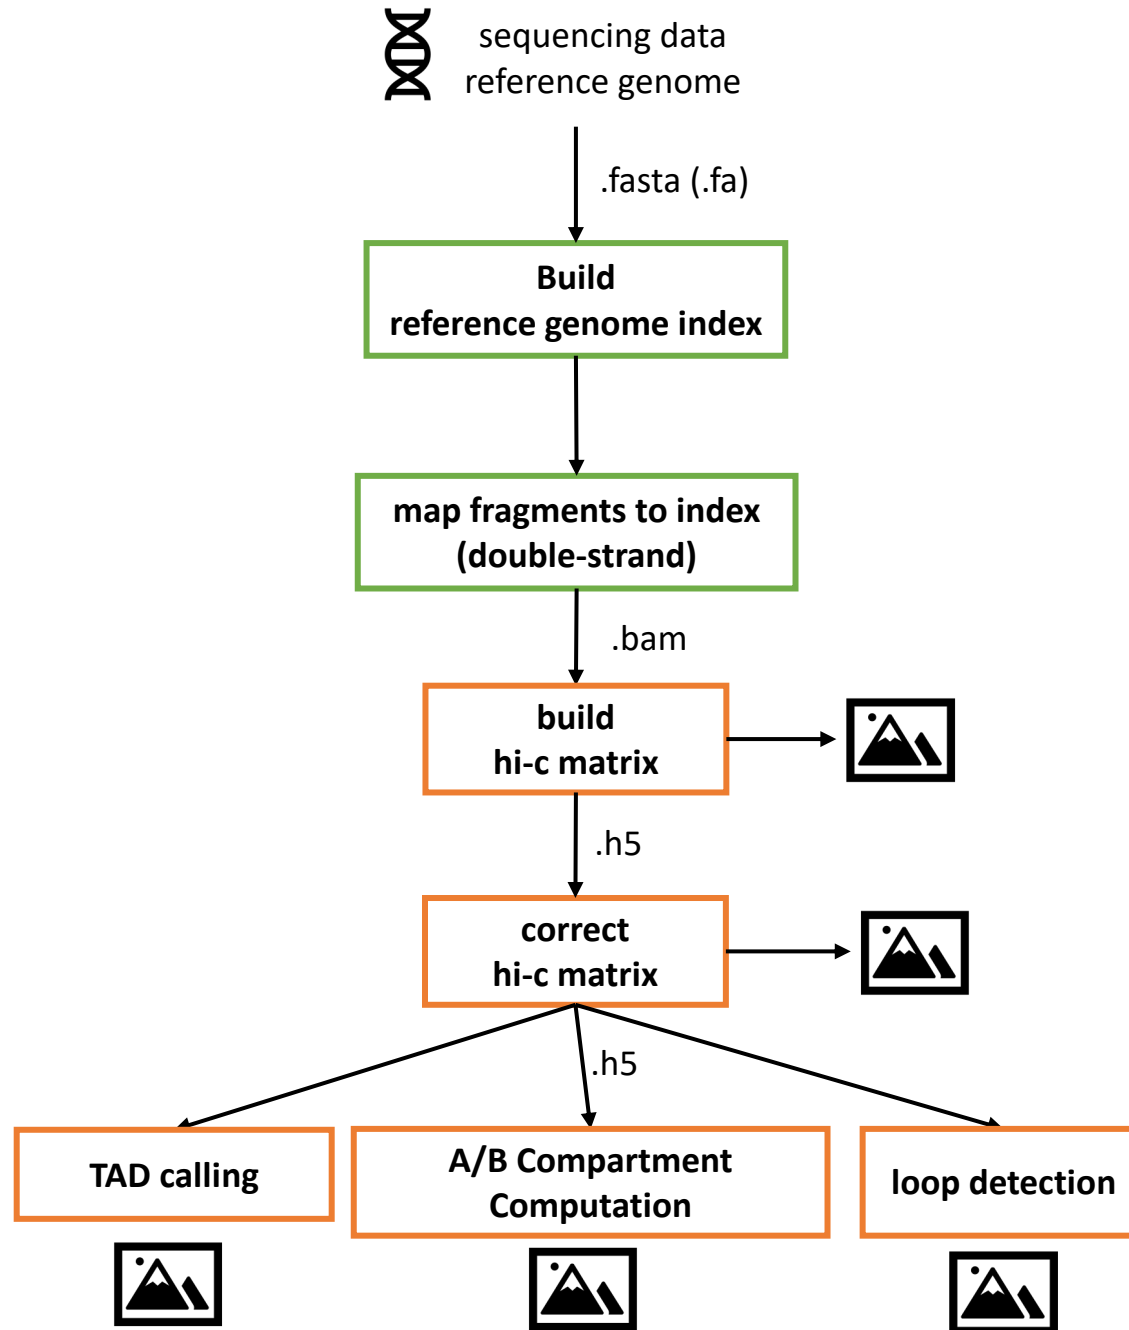 sequencing data
reference genome
.fasta (.fa)
Build
reference genome index
map fragments to index
(double-strand)
.bam
build
hi-c matrix
.h5
correct
hi-c matrix
.h5
TAD calling
A/B Compartment
Computation
loop detection